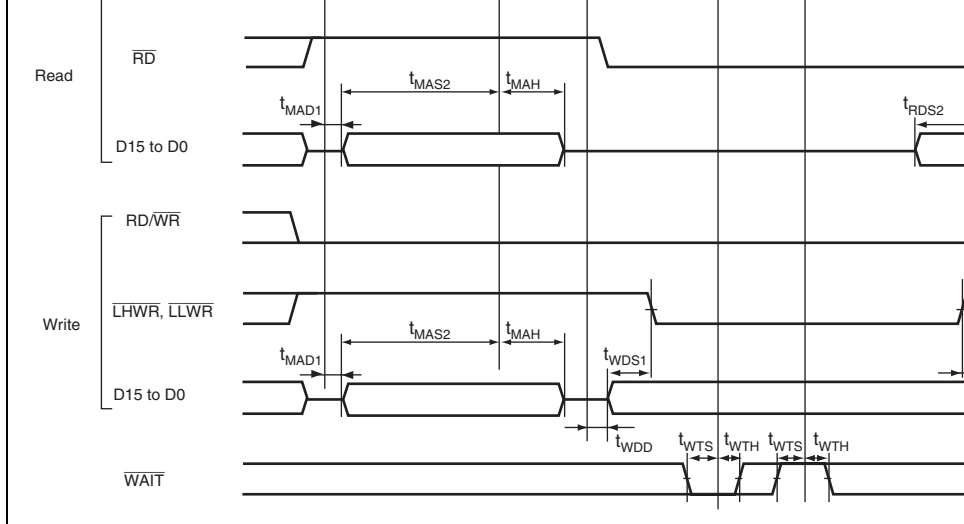 Read
RD
tMAS2 tMAH
tMAD1 tRDS2
D15 to D0
RD/WR
Write
LHWR, LLWR
tMAS2 tMAH
tMAD1 tWDS1
D15 to D0
tWDD
tWTS tWTH tWTS tWTH
WAIT